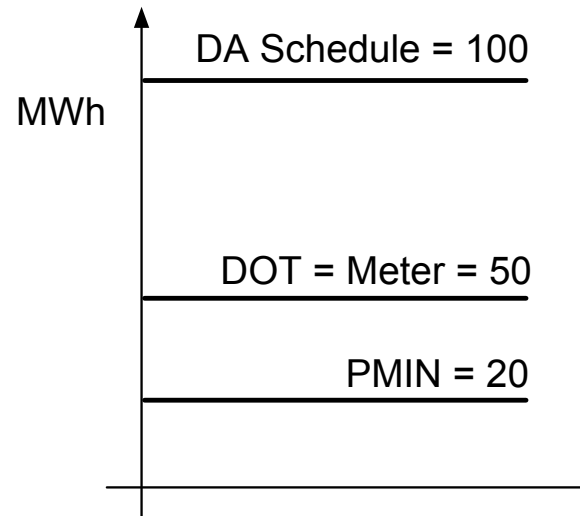 DA Schedule = 100
MWh
DOT = Meter = 50
PMIN = 20